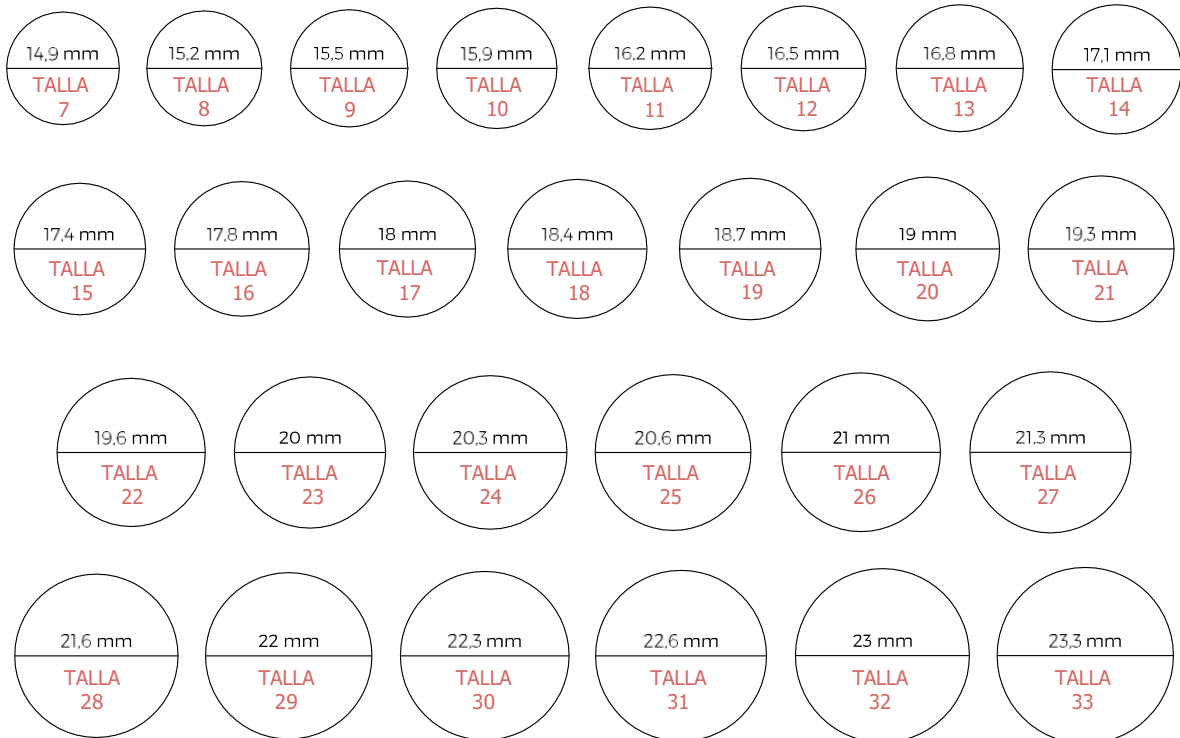 14,9 mm
TALLA
7
15,2 mm
TALLA
8
15,5 mm
TALLA
9
15,9 mm
TALLA
10
16,2 mm
TALLA
11
16,5 mm
TALLA
12
16,8 mm
TALLA
13
17,1 mm
TALLA
14
17,4 mm
TALLA
15
17,8 mm
TALLA
16
18 mm
TALLA
17
18,4 mm
TALLA
18
18,7 mm
TALLA
19
19 mm
TALLA
20
19,3 mm
TALLA
21
19,6 mm
TALLA
22
20 mm
TALLA
23
20,3 mm
TALLA
24
20,6 mm
TALLA
25
21 mm
TALLA
26
21,3 mm
TALLA
27
21,6 mm
TALLA
28
22 mm
TALLA
29
22,3 mm
TALLA
30
22,6 mm
TALLA
31
23 mm
TALLA
32
23,3 mm
TALLA
33